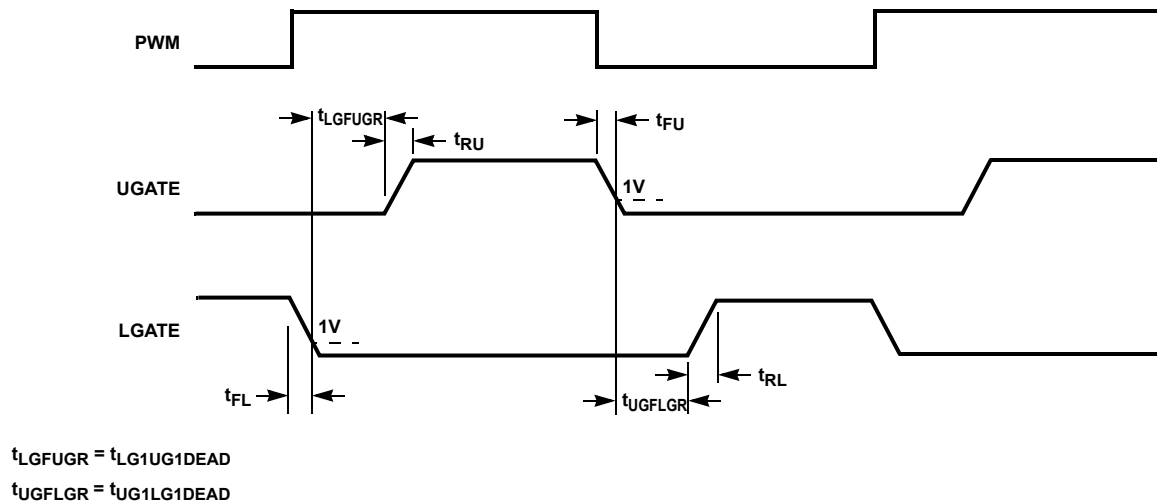 PWM
tLGFUGR
tRU
tFU
UGATE
1V
LGATE
1V
tFL
tUGFLGR
tRL
tLGFUGR = tLG1UG1DEAD
tUGFLGR = tUG1LG1DEAD